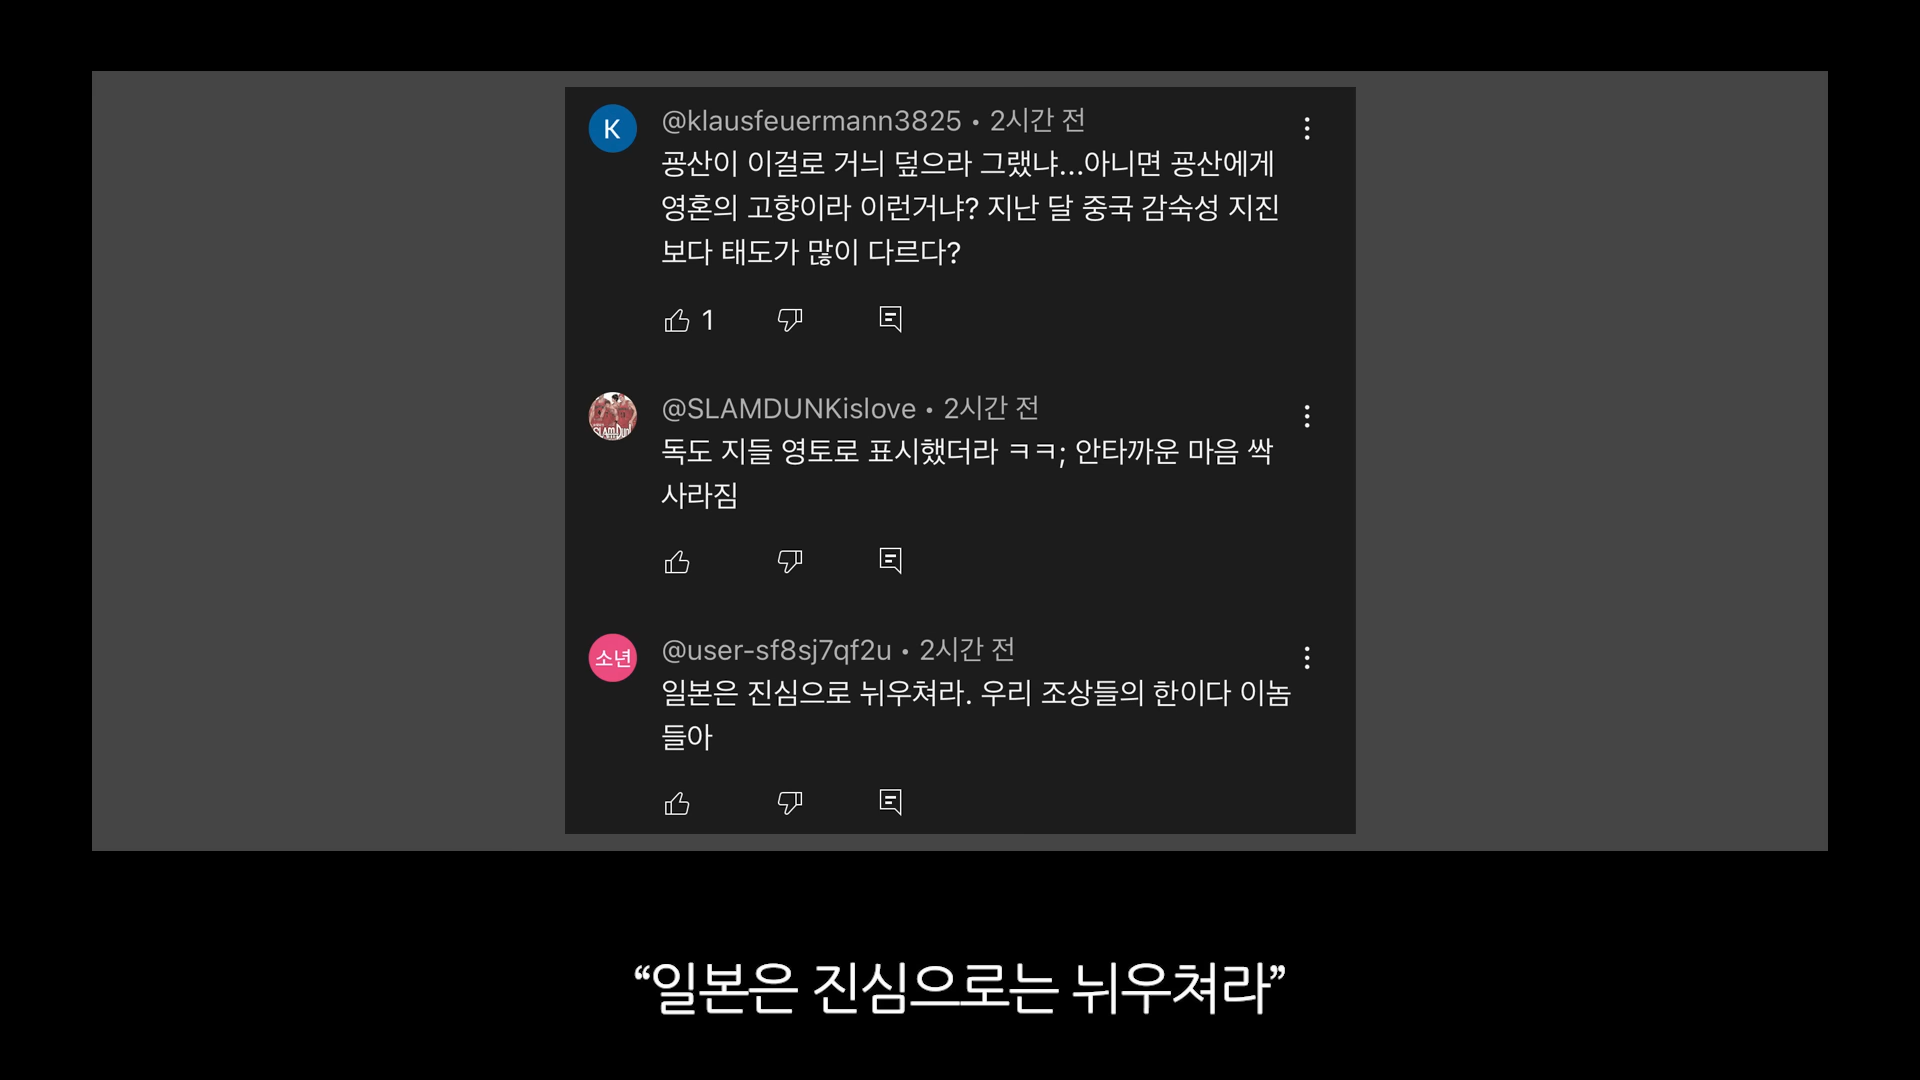 K
@klausfeuermann3825 • 2시간 전
굥산이 이걸로 거늬 덮으라 그랬냐...아니면 굥산에게
영혼의 고향이라 이런거냐? 지난 달 중국 감숙성 지진
보다 태도가 많이 다르다?
1
SLAM DUNK
@SLAMDUNKislove • 2시간 전
독도 지들 영토로 표시했더라 ㅋㅋ; 안타까운 마음 싹
사라짐
소년
@user-sf8sj7qf2u • 2시간 전
일본은 진심으로 뉘우쳐라. 우리 조상들의 한이다 이놈
들아
“일본은 진심으로는 뉘우쳐라”